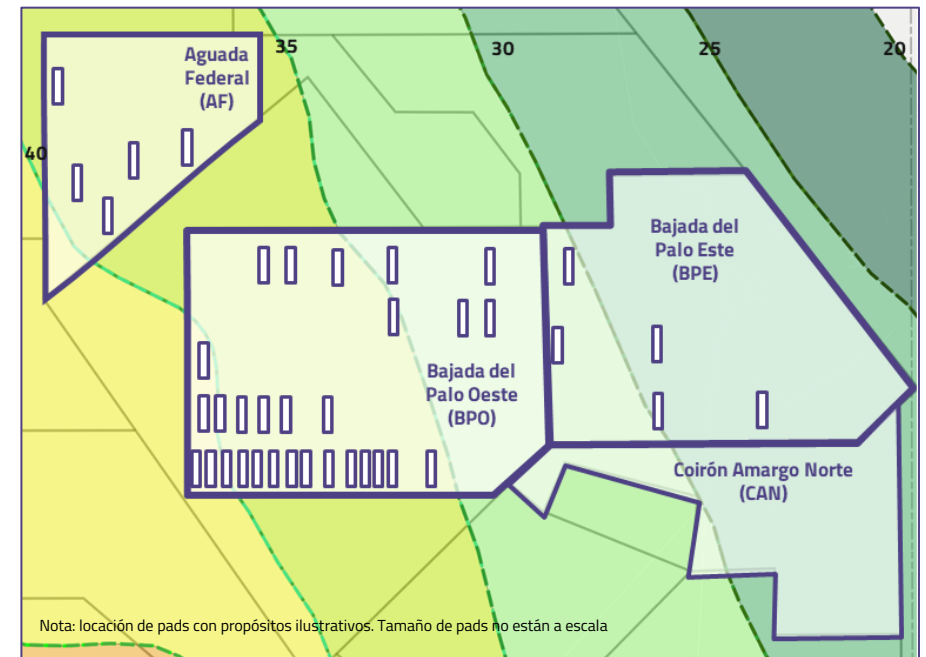 35
30
25
20
Aguada
Federal
(AF)
40
Bajada del
Palo Este
(BPE)
Bajada del
Palo Oeste
(BPO)
Coirón Amargo Norte
(CAN)
Nota: locación de pads con propósitos ilustrativos. Tamaño de pads no están a escala